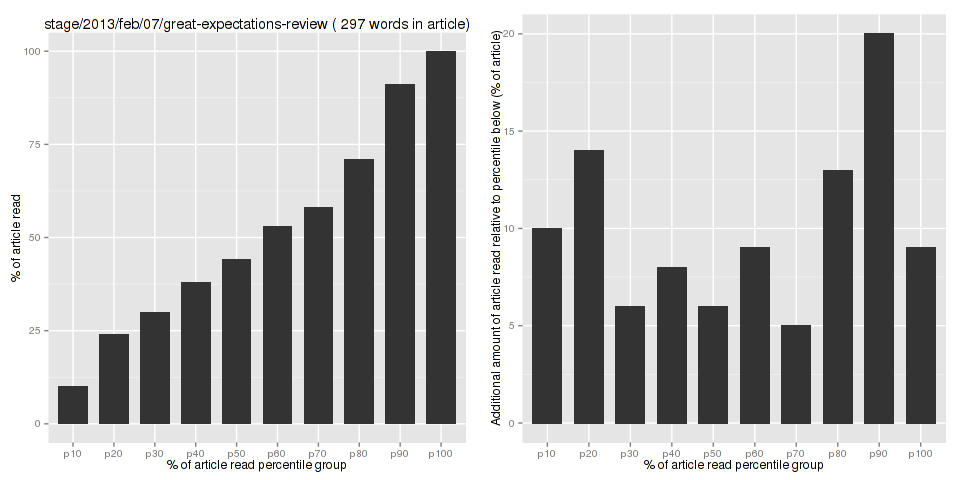 stage/2013/feb/07/great-expectations-review ( 297 words in article)
% of article read
100
75
50
25
0
p10 p20 p30 p40 p50 p60 p70 p80 p90 p100
% of article read percentile group
Additional amount of article read relative to percentile below (% of article)
20
15
10
5
0
p10 p20 p30 p40 p50 p60 p70 p80 p90 p100
% of article read percentile group